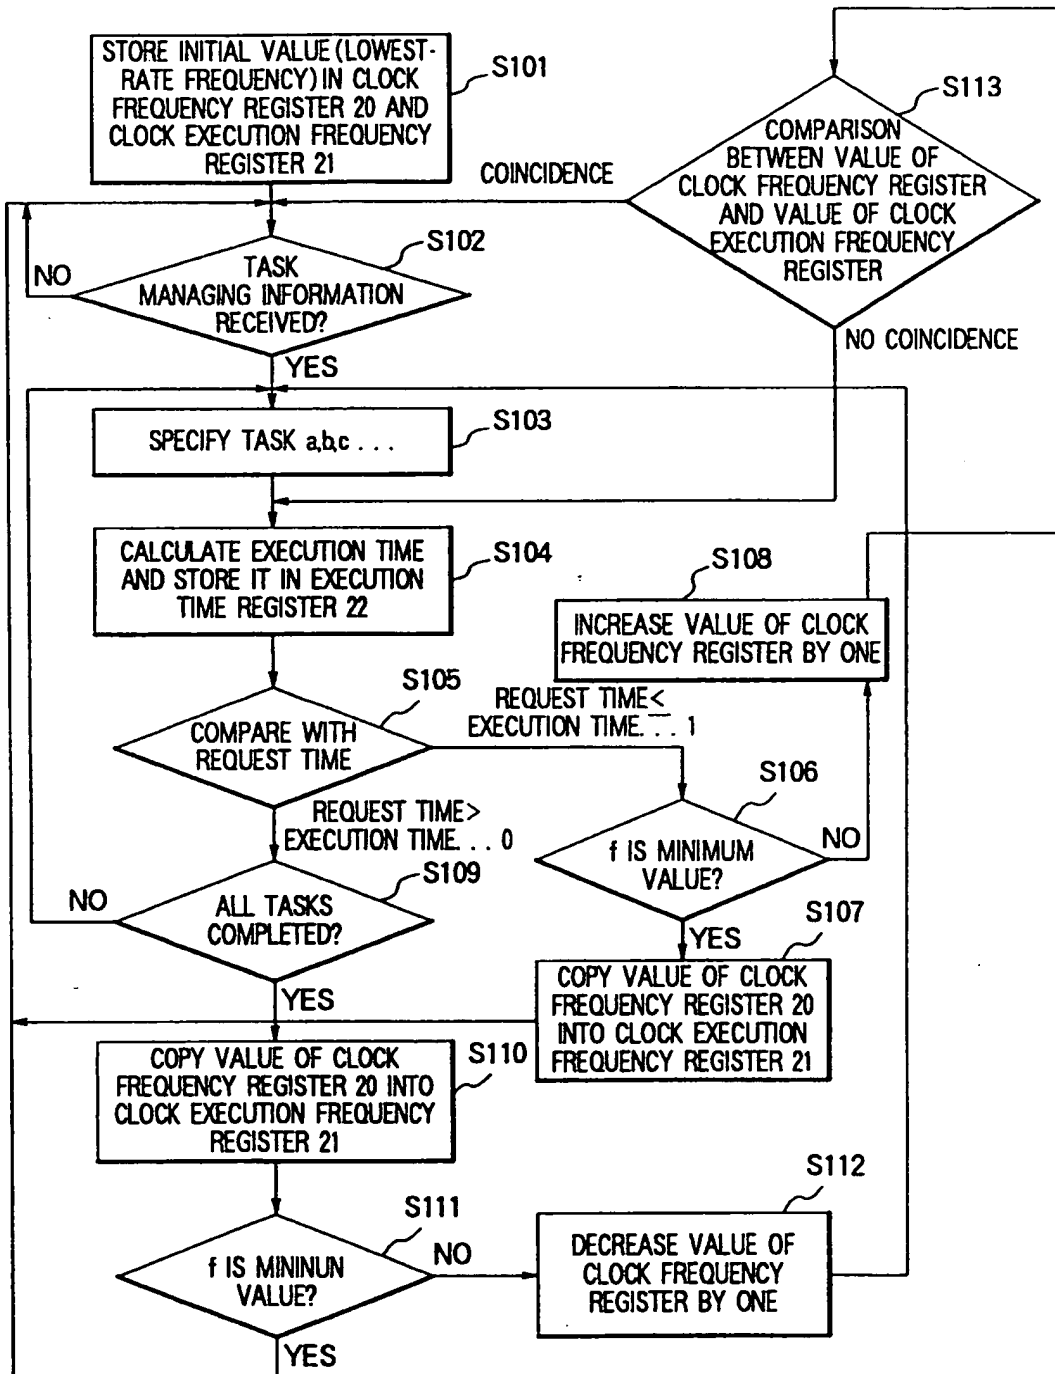 STORE INITIAL VALUE (LOWEST-
RATE FREQUENCY) IN CLOCK
FREQUENCY REGISTER 20 AND
CLOCK EXECUTION FREQUENCY
REGISTER 21
S101
S113
COMPARISON
BETWEEN VALUE OF
CLOCK FREQUENCY REGISTER
AND VALUE OF CLOCK
EXECUTION FREQUENCY
REGISTER
COINCIDENCE
NO COINCIDENCE
S102
TASK
MANAGING INFORMATION
RECEIVED?
NO
YES
S103
SPECIFY TASK a,b,c . . .
S104
CALCULATE EXECUTION TIME
AND STORE IT IN EXECUTION
TIME REGISTER 22
S108
INCREASE VALUE OF CLOCK
FREQUENCY REGISTER BY ONE
S105
COMPARE WITH
REQUEST TIME
REQUEST TIME≤
EXECUTION TIME. . . 1
S106
f IS MINIMUM
VALUE?
NO
YES
REQUEST TIME>
EXECUTION TIME. . . 0
S109
ALL TASKS
COMPLETED?
NO
YES
S107
COPY VALUE OF CLOCK
FREQUENCY REGISTER 20
INTO CLOCK EXECUTION
FREQUENCY REGISTER 21
S110
COPY VALUE OF CLOCK
FREQUENCY REGISTER 20 INTO
CLOCK EXECUTION FREQUENCY
REGISTER 21
S111
f IS MININUN
VALUE?
NO
YES
S112
DECREASE VALUE OF
CLOCK FREQUENCY
REGISTER BY ONE